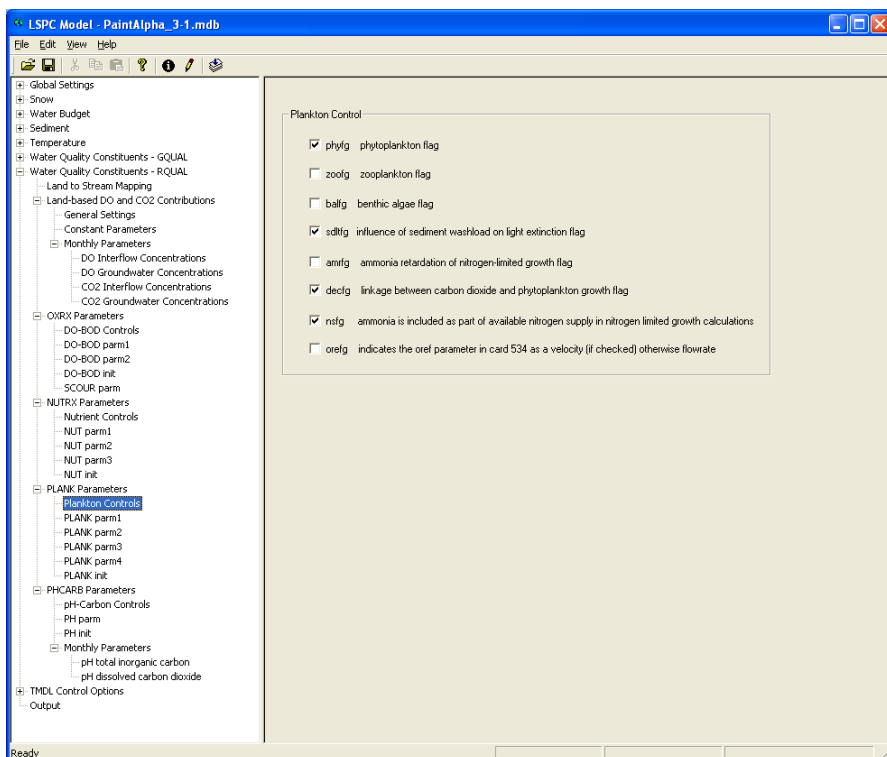 LSPC Model - PaintAlpha_3-1.mdb
File Edit View Help
Global Settings
Snow
Water Budget
Sediment
Temperature
Water Quality Constituents - GQUAL
Water Quality Constituents - RQUAL
Land to Stream Mapping
Land-based DO and CO2 Contributions
General Settings
Constant Parameters
Monthly Parameters
DO Interflow Concentrations
DO Groundwater Concentrations
CO2 Interflow Concentrations
CO2 Groundwater Concentrations
OXRX Parameters
DO-BOD Controls
DO-BOD parm1
DO-BOD parm2
DO-BOD init
SCOUR parm
NUTRX Parameters
Nutrient Controls
NUT parm1
NUT parm2
NUT parm3
NUT init
PLANK Parameters
Plankton Controls
PLANK parm1
PLANK parm2
PLANK parm3
PLANK parm4
PLANK init
PHCARB Parameters
pH-Carbon Controls
PH parm
PH init
Monthly Parameters
pH total inorganic carbon
pH dissolved carbon dioxide
TMDL Control Options
Output
Plankton Control
phyfg phytoplankton flag
zoofg zooplankton flag
balfg benthic algae flag
sdltfg influence of sediment washload on light extinction flag
amrfg ammonia retardation of nitrogen-limited growth flag
decfg linkage between carbon dioxide and phytoplankton growth flag
nsfg ammonia is included as part of available nitrogen supply in nitrogen limited growth calculations
orefg indicates the oref parameter in card 534 as a velocity (if checked) otherwise flowrate
Ready